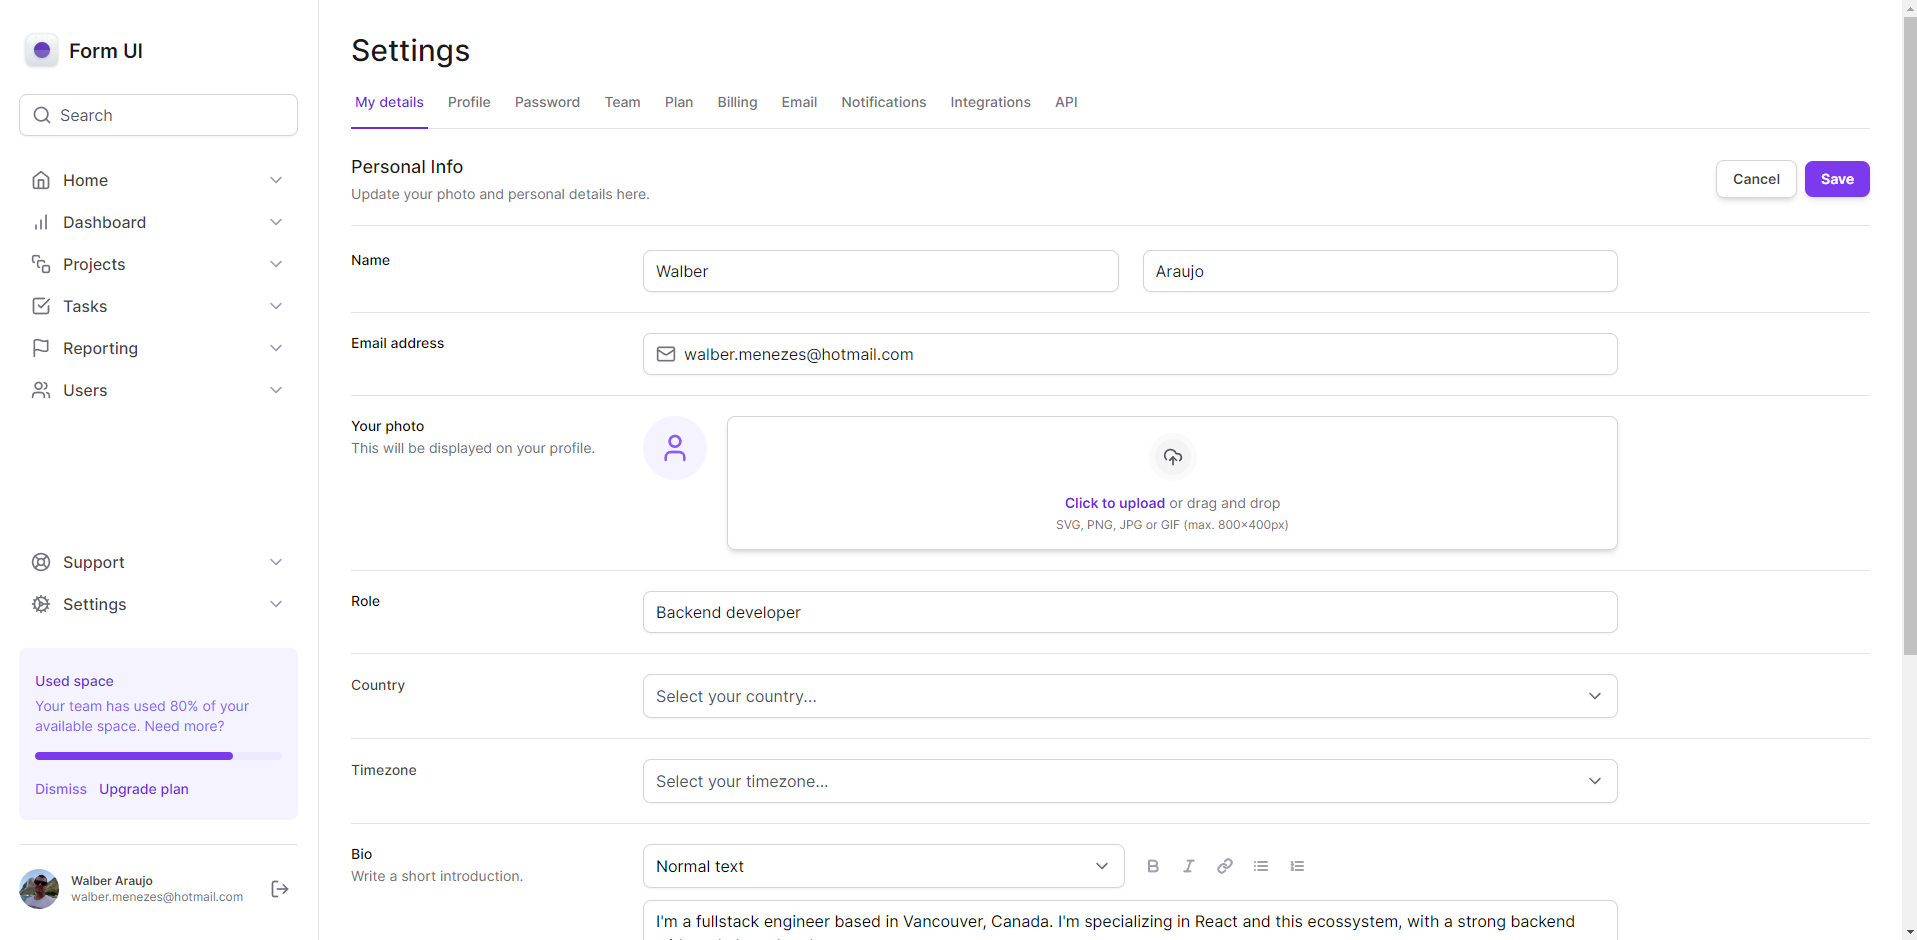 Form UI
Search
Home
Dashboard
Projects
Tasks
Reporting
Users
Support
Settings
Used space
Your team has used 80% of your
available space. Need more?
Dismiss Upgrade plan
Walber Araujo
walber.menezes@hotmail.com
Settings
My details Profile Password Team Plan Billing Email Notifications Integrations API
Personal Info
Update your photo and personal details here.
Cancel Save
Name
Walber Araujo
Email address
walber.menezes@hotmail.com
Your photo
This will be displayed on your profile.
Click to upload or drag and drop
SVG, PNG, JPG or GIF (max. 800×400px)
Role
Backend developer
Country
Select your country...
Timezone
Select your timezone...
Bio
Write a short introduction.
Normal text
I'm a fullstack engineer based in Vancouver, Canada. I'm specializing in React and this ecosystem, with a strong backend